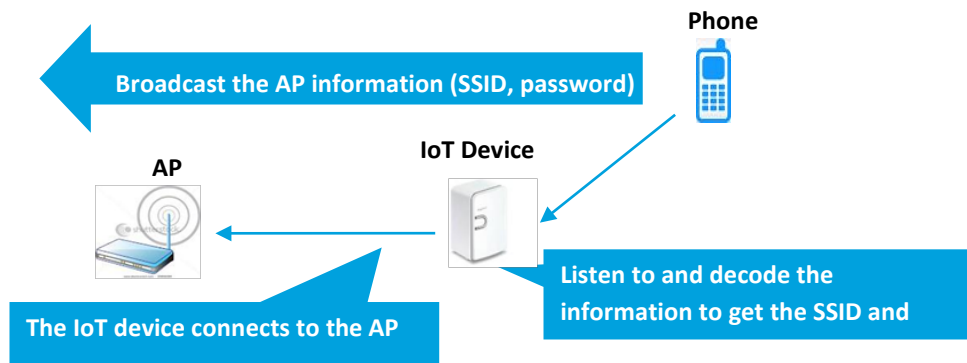 Phone
Broadcast the AP information (SSID, password)
IoT Device
AP
Listen to and decode the
information to get the SSID and
The IoT device connects to the AP